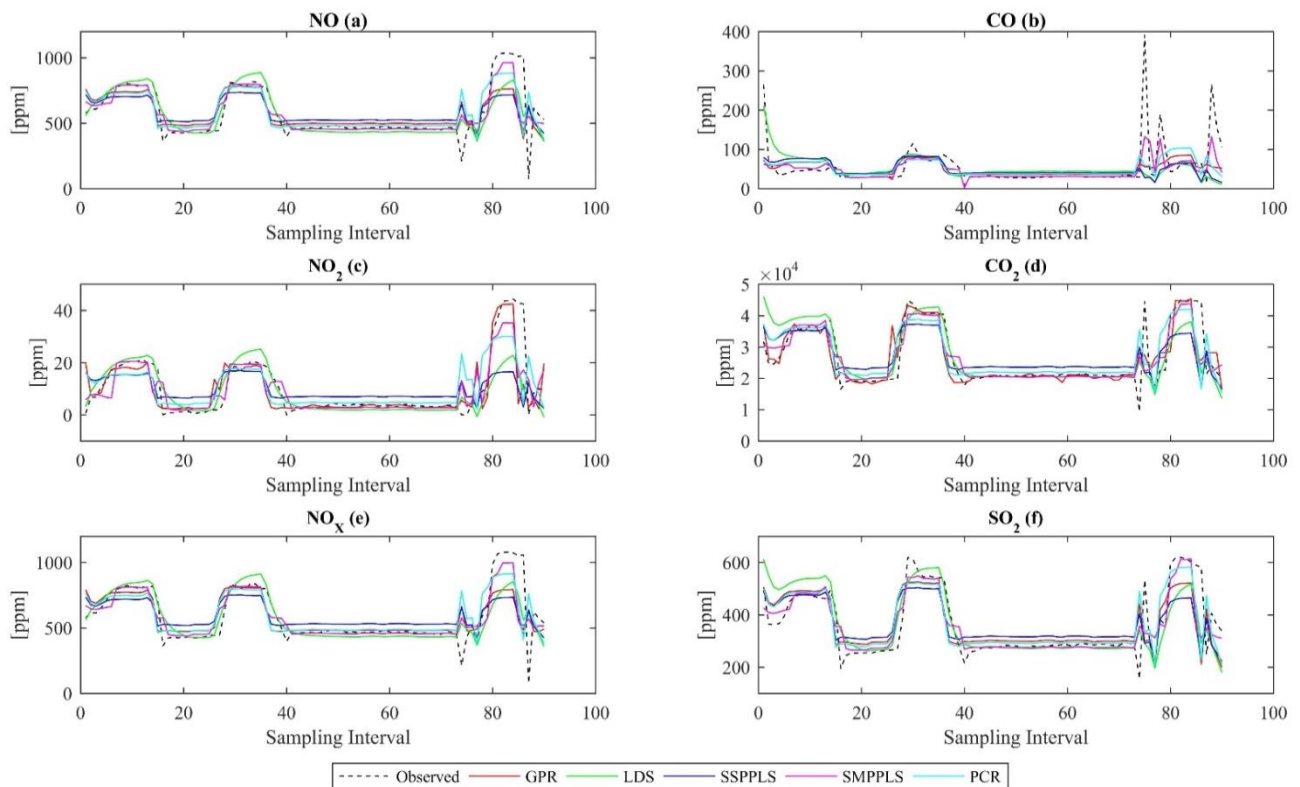 NO (a)
1000
500
0
[ppm]
0 20 40 60 80 100
Sampling Interval
CO (b)
400
300
200
100
0
[ppm]
0 20 40 60 80 100
Sampling Interval
NO2 (c)
40
20
0
[ppm]
0 20 40 60 80 100
Sampling Interval
CO2 (d)
×10^4
5
4
3
2
1
0
[ppm]
0 20 40 60 80 100
Sampling Interval
NOX (e)
1000
500
0
[ppm]
0 20 40 60 80 100
Sampling Interval
SO2 (f)
600
400
200
[ppm]
0 20 40 60 80 100
Sampling Interval
Observed GPR LDS SSPPLS SMPPLS PCR